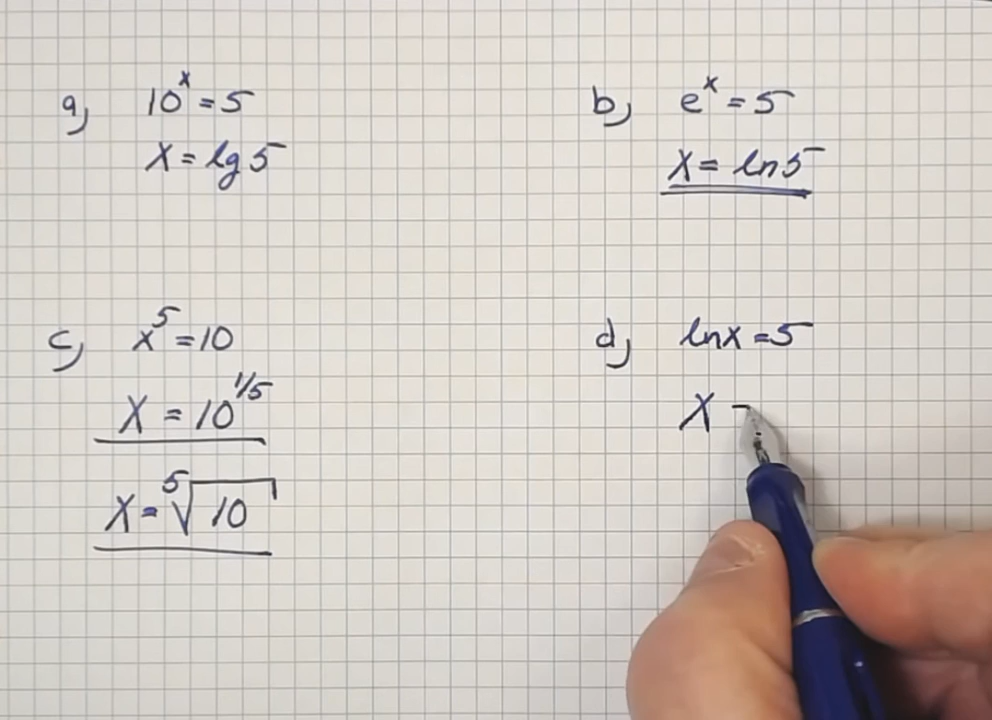 a) 10^x = 5
x = lg 5
b) e^x = 5
x = ln 5
c) x^5 = 10
x = 10^1/5
x = ⁵√10
d) ln x = 5
x =